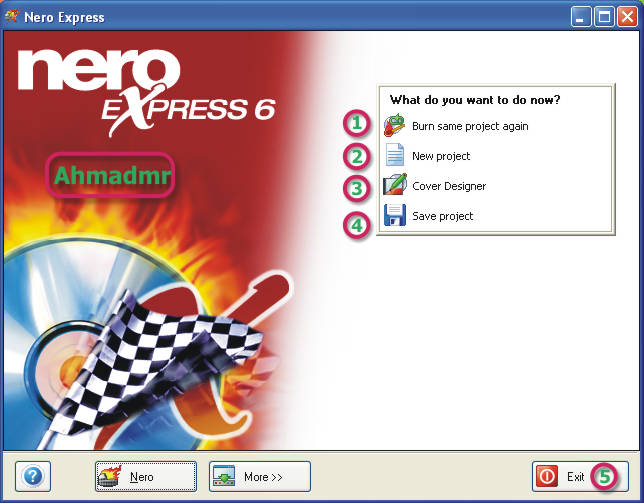 Nero Express
nero
EXPRESS 6
Ahmadmr
What do you want to do now?
1 Burn same project again
2 New project
3 Cover Designer
4 Save project
?
Nero
More >>
Exit 5